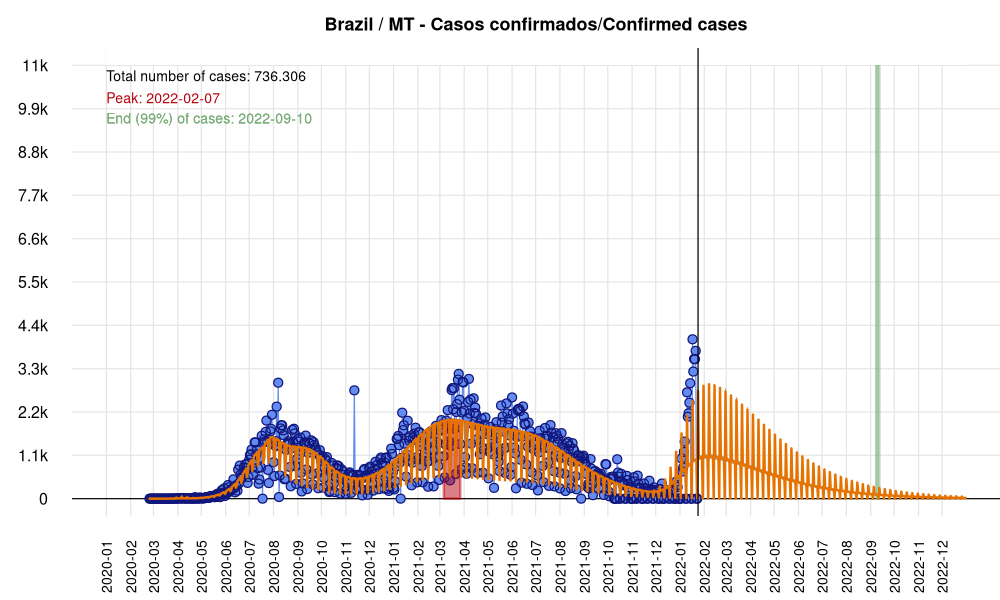 Brazil / MT - Casos confirmados/Confirmed cases
Total number of cases: 736.306
Peak: 2022-02-07
End (99%) of cases: 2022-09-10
11k
9.9k
8.8k
7.7k
6.6k
5.5k
4.4k
3.3k
2.2k
1.1k
0
2020-01
2020-02
2020-03
2020-04
2020-05
2020-06
2020-07
2020-08
2020-09
2020-10
2020-11
2020-12
2021-01
2021-02
2021-03
2021-04
2021-05
2021-06
2021-07
2021-08
2021-09
2021-10
2021-11
2021-12
2022-01
2022-02
2022-03
2022-04
2022-05
2022-06
2022-07
2022-08
2022-09
2022-10
2022-11
2022-12